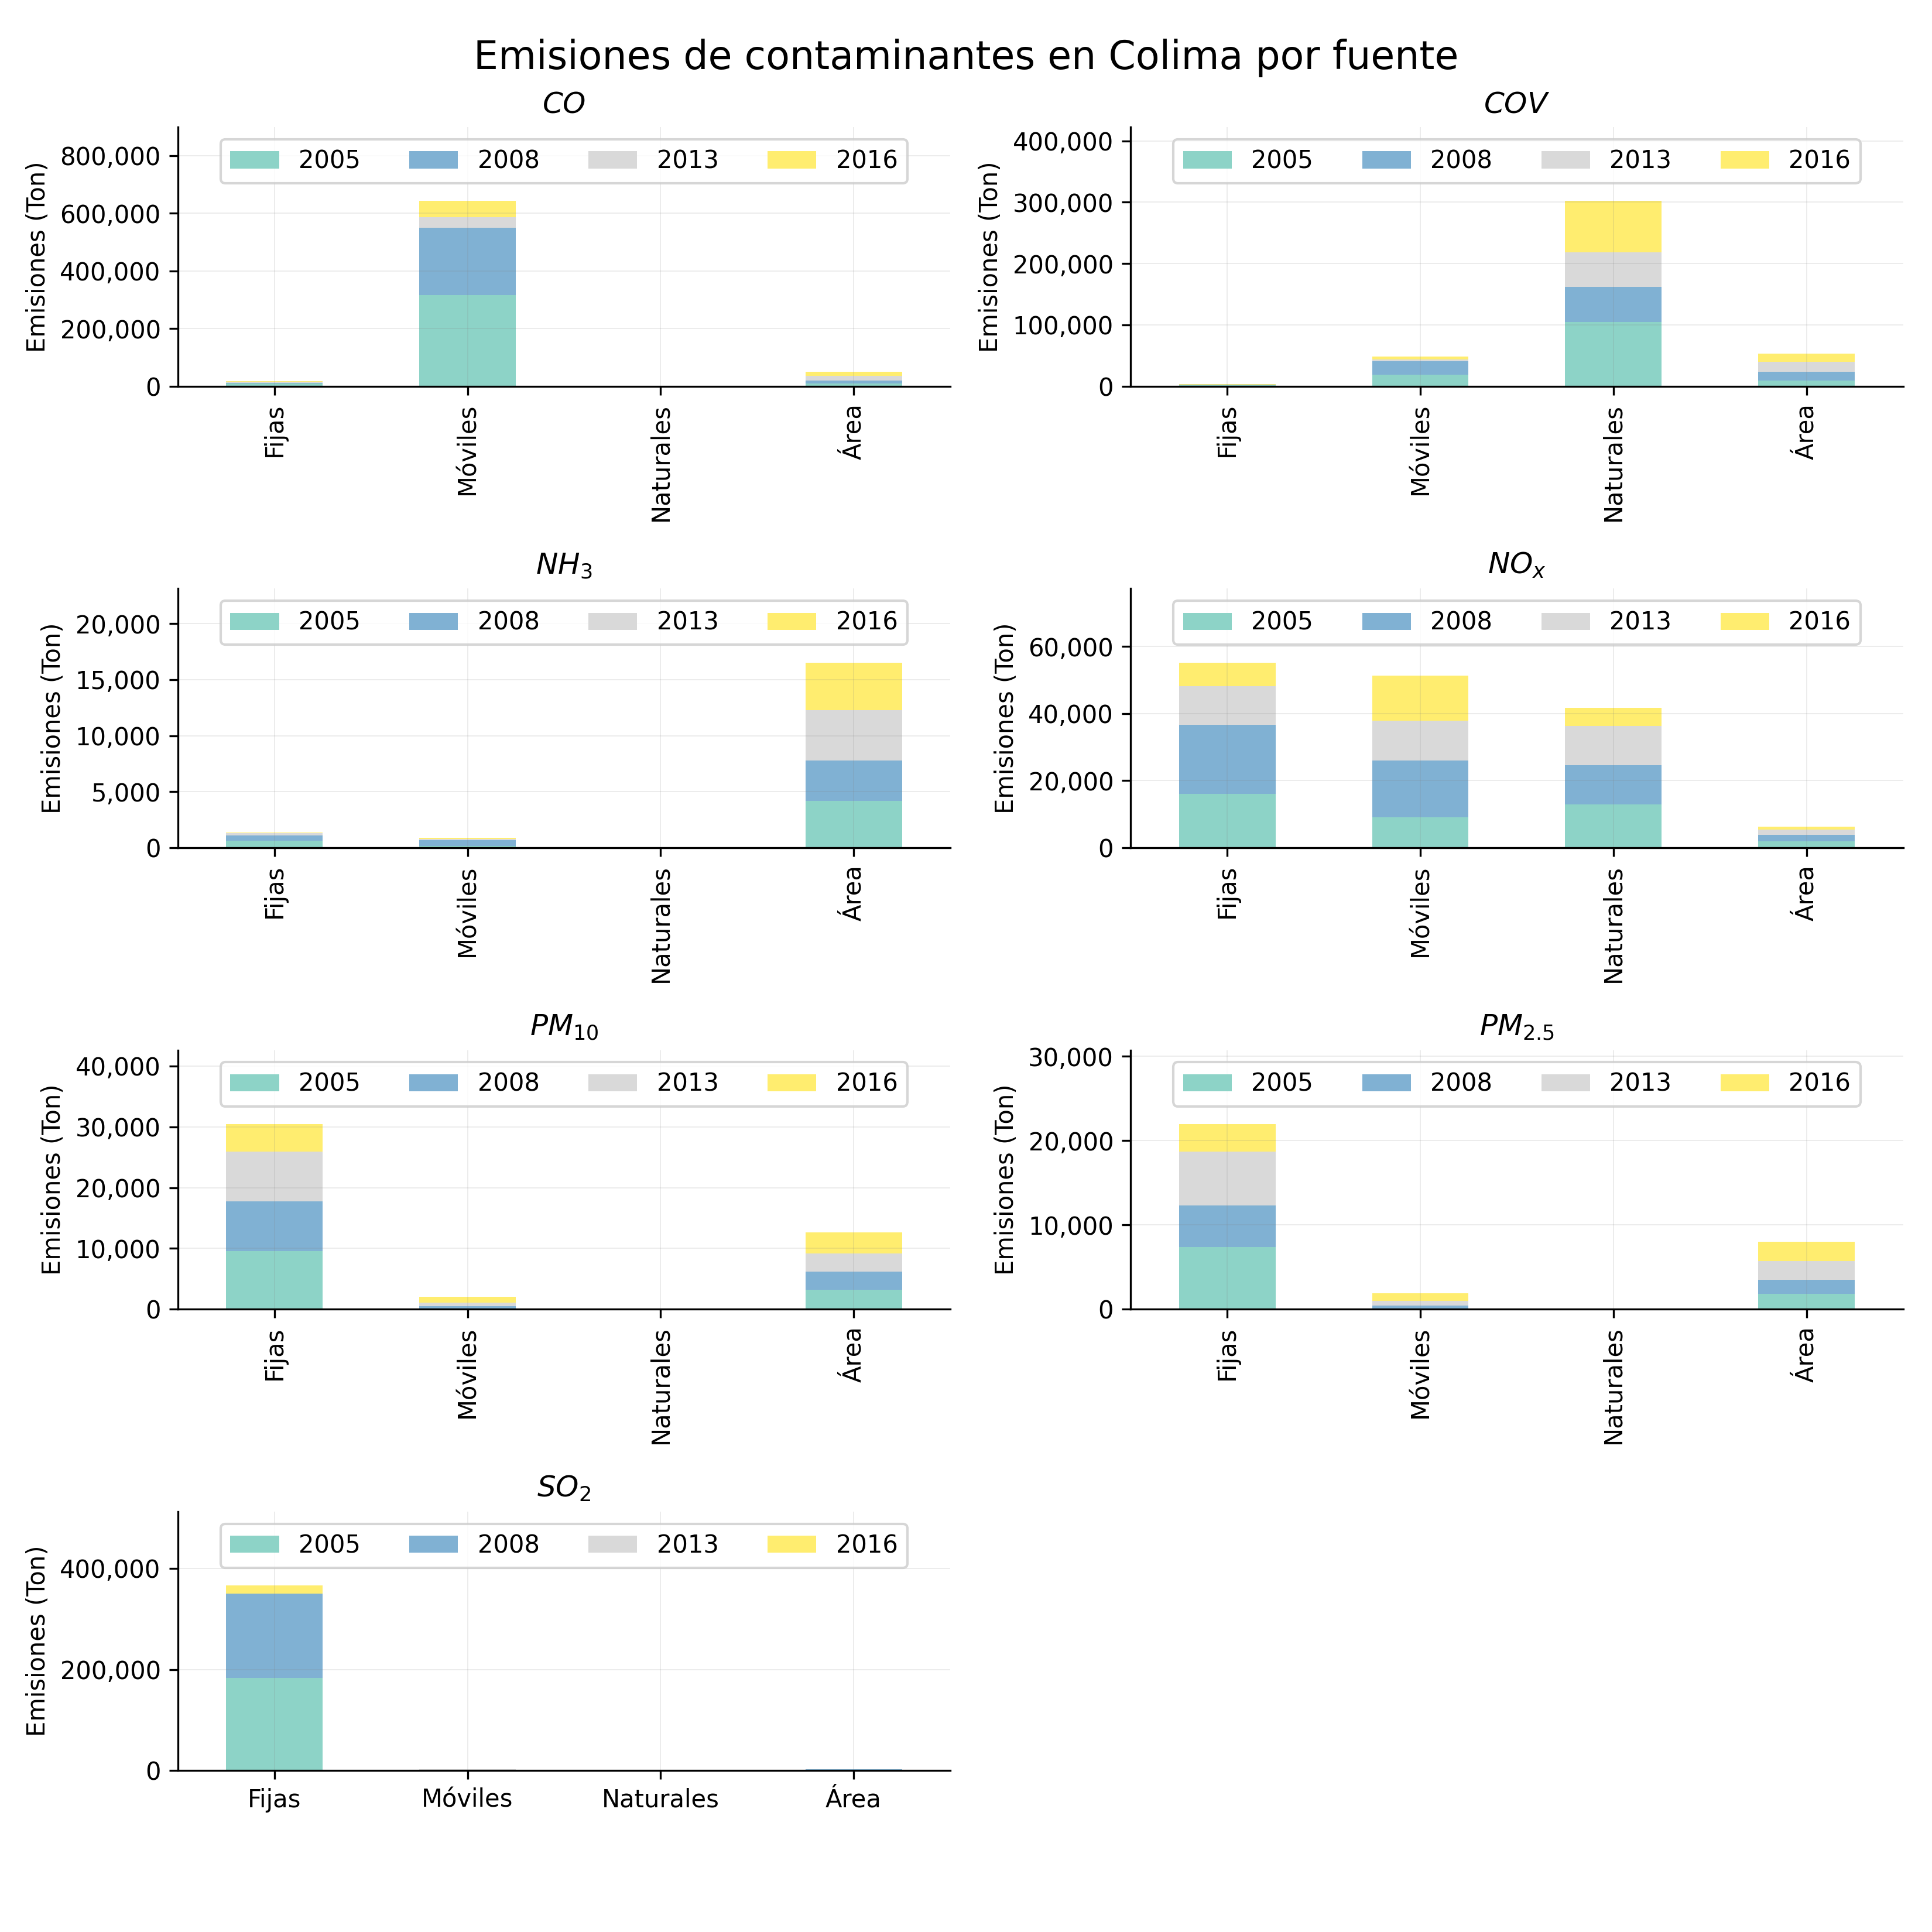 Emisiones de contaminantes en Colima por fuente
CO
2005 2008 2013 2016
Emisiones (Ton)
800,000
600,000
400,000
200,000
0
Fijas
Móviles
Naturales
Área
COV
2005 2008 2013 2016
Emisiones (Ton)
400,000
300,000
200,000
100,000
0
Fijas
Móviles
Naturales
Área
NH3
2005 2008 2013 2016
Emisiones (Ton)
20,000
15,000
10,000
5,000
0
Fijas
Móviles
Naturales
Área
NOx
2005 2008 2013 2016
Emisiones (Ton)
60,000
40,000
20,000
0
Fijas
Móviles
Naturales
Área
PM10
2005 2008 2013 2016
Emisiones (Ton)
40,000
30,000
20,000
10,000
0
Fijas
Móviles
Naturales
Área
PM2.5
2005 2008 2013 2016
Emisiones (Ton)
30,000
20,000
10,000
0
Fijas
Móviles
Naturales
Área
SO2
2005 2008 2013 2016
Emisiones (Ton)
400,000
200,000
0
Fijas Móviles Naturales Área